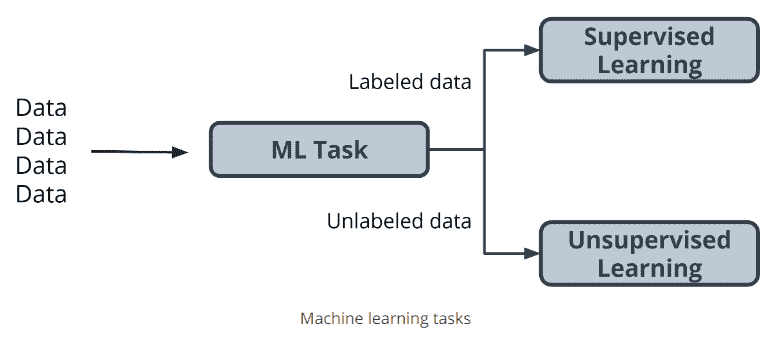 Data
Data
Data
Data
ML Task
Labeled data
Unlabeled data
Supervised
Learning
Unsupervised
Learning
Machine learning tasks